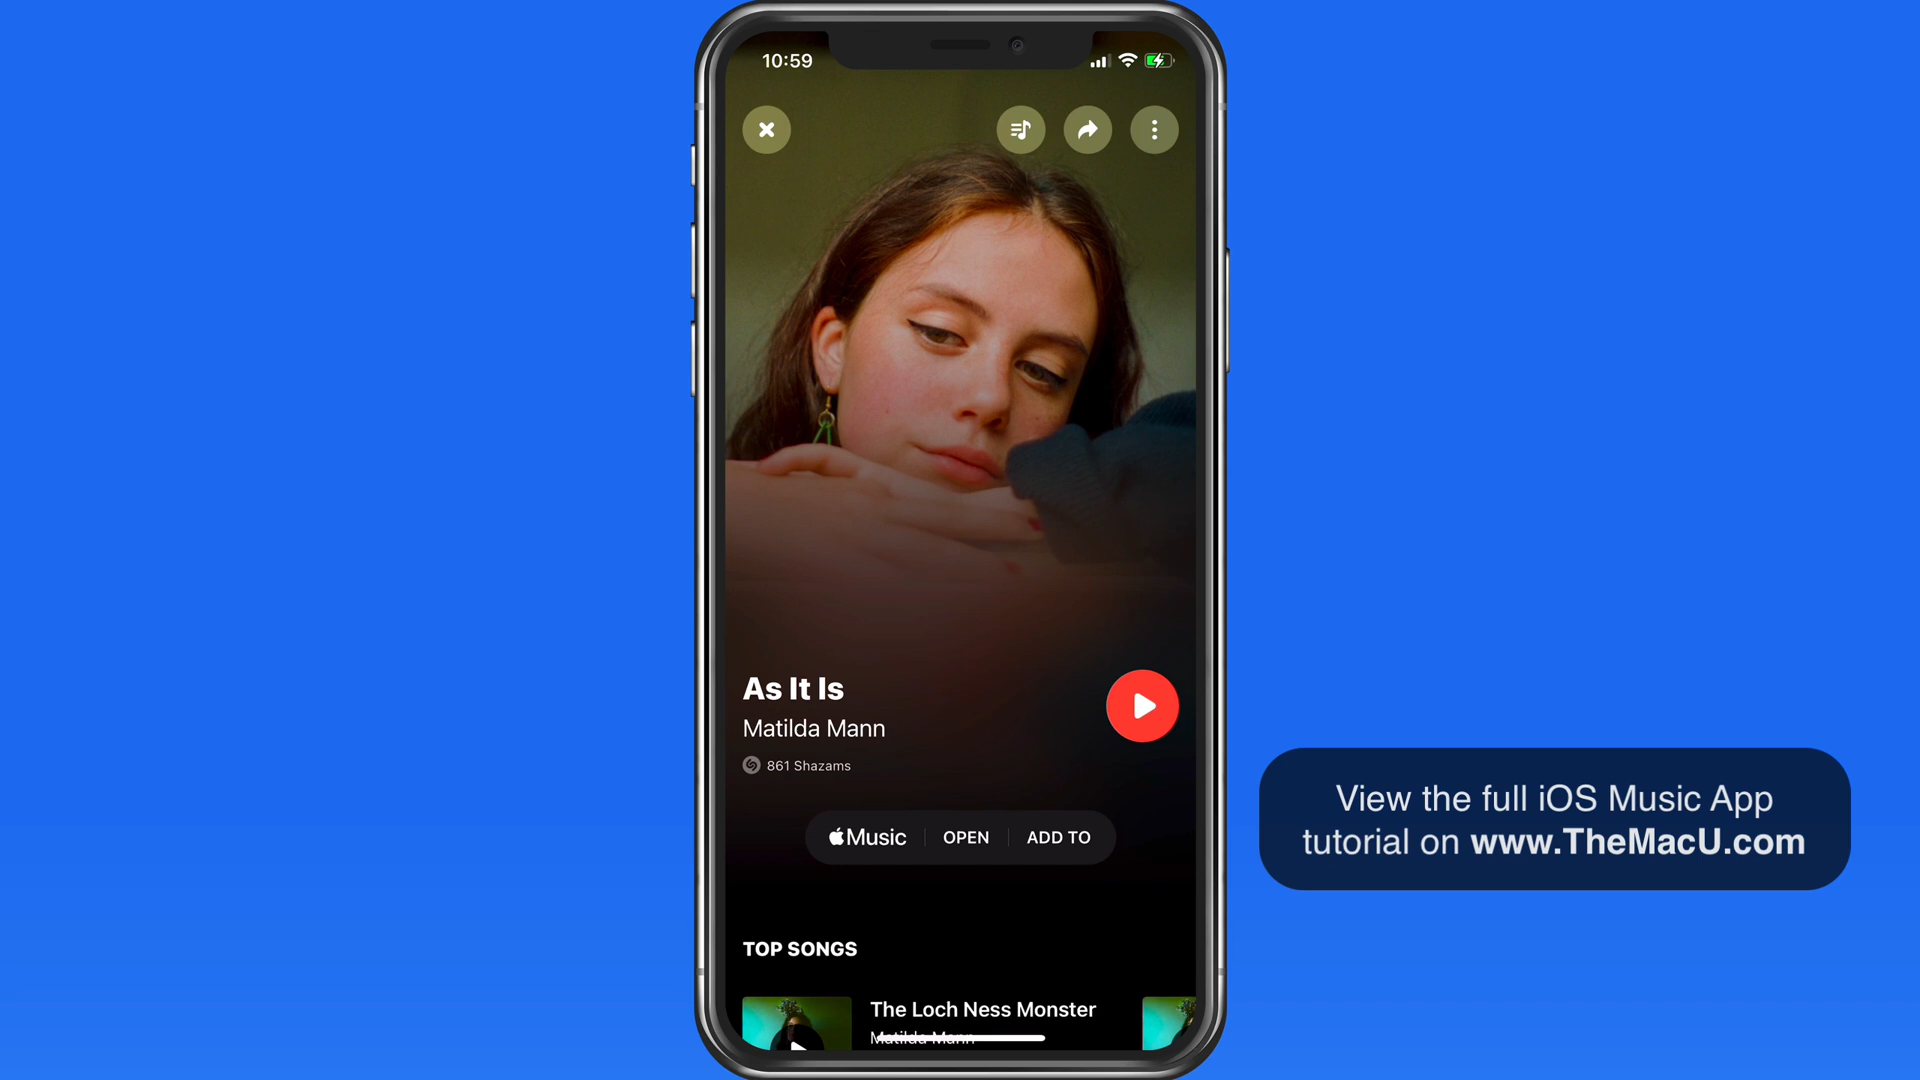 10:59
As It Is
Matilda Mann
861 Shazams
Music OPEN ADD TO
View the full iOS Music App
tutorial on www.TheMacU.com
TOP SONGS
The Loch Ness Monster
Matilda Mann